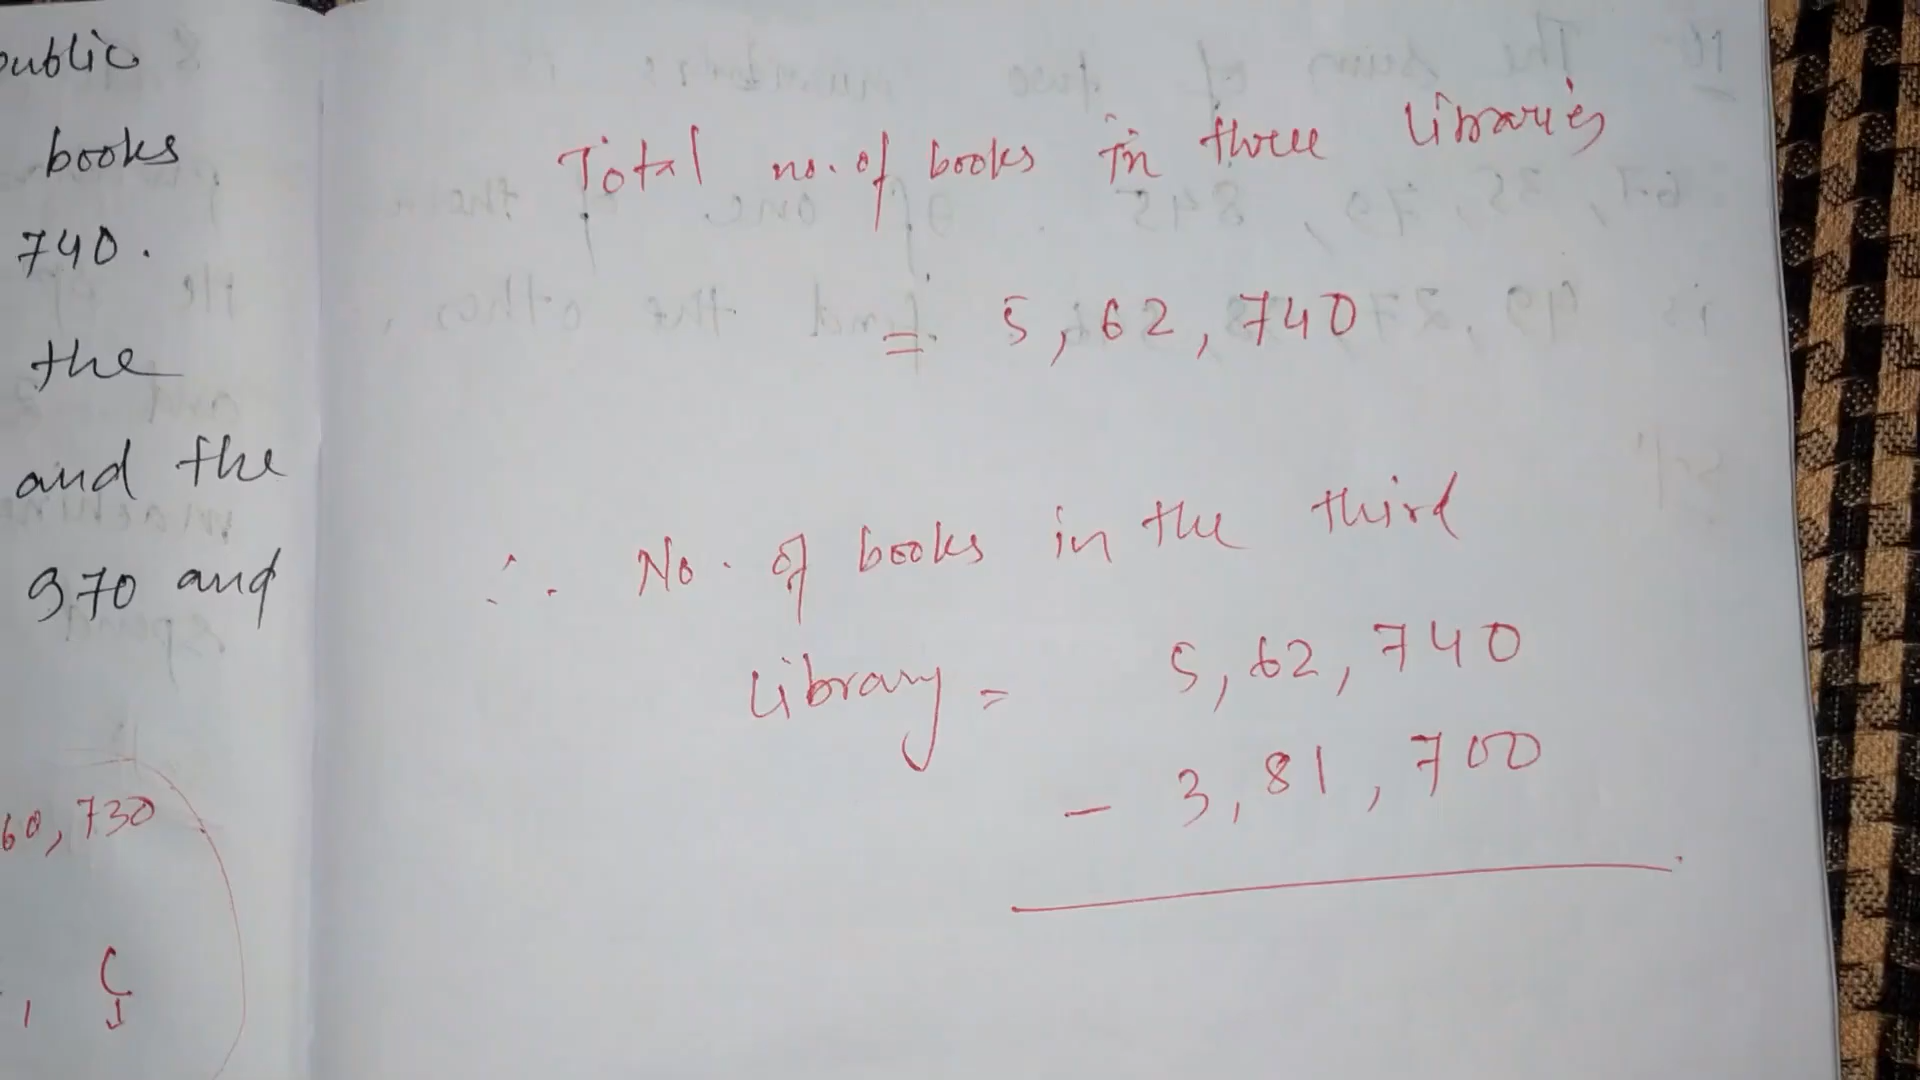 public
books
740.
the
and the
970 and
60,730
C
Total no. of books in three libraries
= 5,62,740
∴ No. of books in the third
library = 5,62,740
- 3,81,700